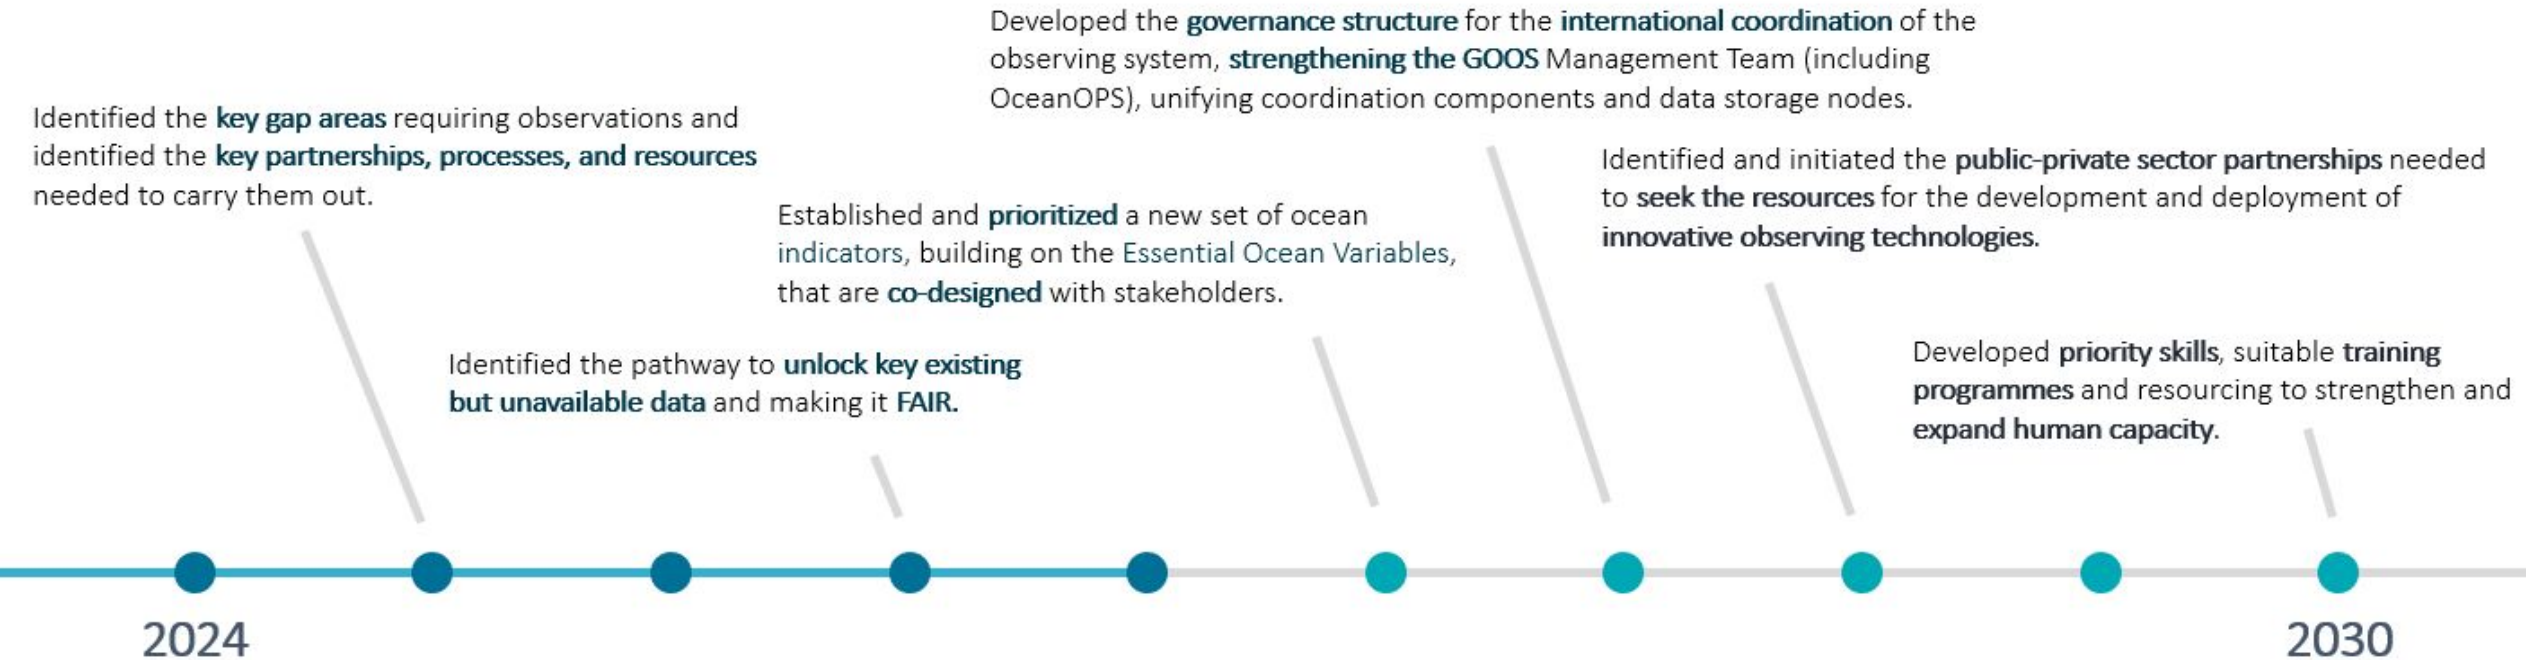 Identified the key gap areas requiring observations and
identified the key partnerships, processes, and resources
needed to carry them out.
Identified the pathway to unlock key existing
but unavailable data and making it FAIR.
Established and prioritized a new set of ocean
indicators, building on the Essential Ocean Variables,
that are co-designed with stakeholders.
Developed the governance structure for the international coordination of the
observing system, strengthening the GOOS Management Team (including
OceanOPS), unifying coordination components and data storage nodes.
Identified and initiated the public-private sector partnerships needed
to seek the resources for the development and deployment of
innovative observing technologies.
Developed priority skills, suitable training
programmes and resourcing to strengthen and
expand human capacity.
2024
2030